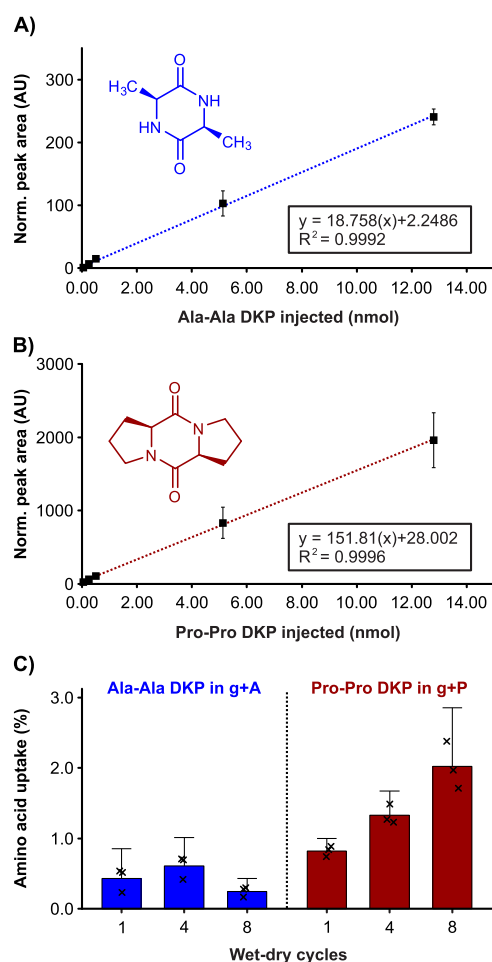 A)
Norm. peak area (AU)
300
200
100
0
0.00 2.00 4.00 6.00 8.00 10.00 12.00 14.00
Ala-Ala DKP injected (nmol)
O
H₃C
NH
HN
CH₃
O
y = 18.758(x)+2.2486
R² = 0.9992
B)
Norm. peak area (AU)
3000
2000
1000
0
0.00 2.00 4.00 6.00 8.00 10.00 12.00 14.00
Pro-Pro DKP injected (nmol)
O
N
N
O
y = 151.81(x)+28.002
R² = 0.9996
C)
Ala-Ala DKP in g+A Pro-Pro DKP in g+P
Amino acid uptake (%)
3.0
2.0
1.0
0.0
1 4 8 1 4 8
Wet-dry cycles